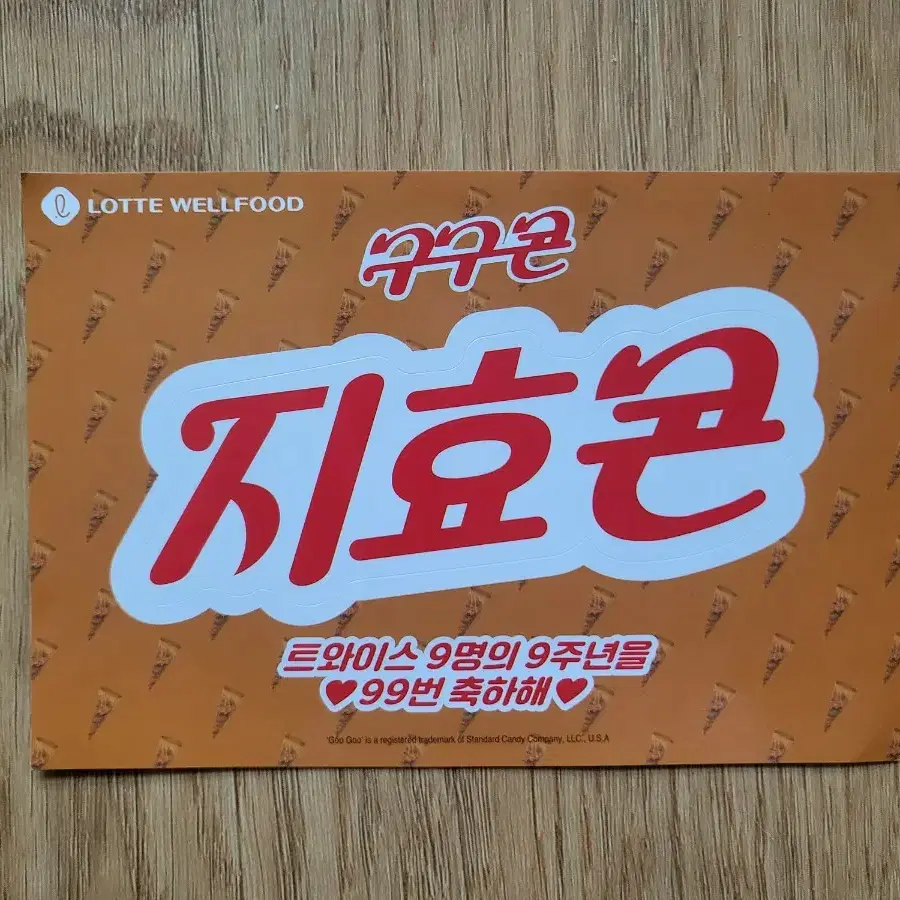 LOTTE WELLFOOD
구구콘
지효콘
트와이스 9명의 9주년을
♥99번 축하해♥
'Goo Goo' is a registered trademark of Standard Candy Company, LLC., U.S.A